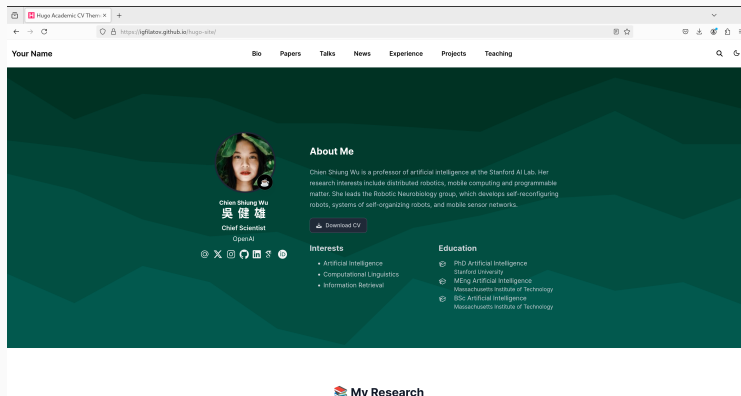 Hugo Academic CV Theme
https://igfilatov.github.io/hugo-site/
Your Name
Bio Papers Talks News Experience Projects Teaching
About Me
Chien Shiung Wu is a professor of artificial intelligence at the Stanford AI Lab. Her
research interests include distributed robotics, mobile computing and programmable
matter. She leads the Robotic Neurobiology group, which develops self-reconfiguring
robots, systems of self-organizing robots, and mobile sensor networks.
Chien Shiung Wu
吳健雄
Chief Scientist
OpenAI
Download CV
Interests
• Artificial Intelligence
• Computational Linguistics
• Information Retrieval
Education
PhD Artificial Intelligence
Stanford University
MEng Artificial Intelligence
Massachusetts Institute of Technology
BSc Artificial Intelligence
Massachusetts Institute of Technology
My Research